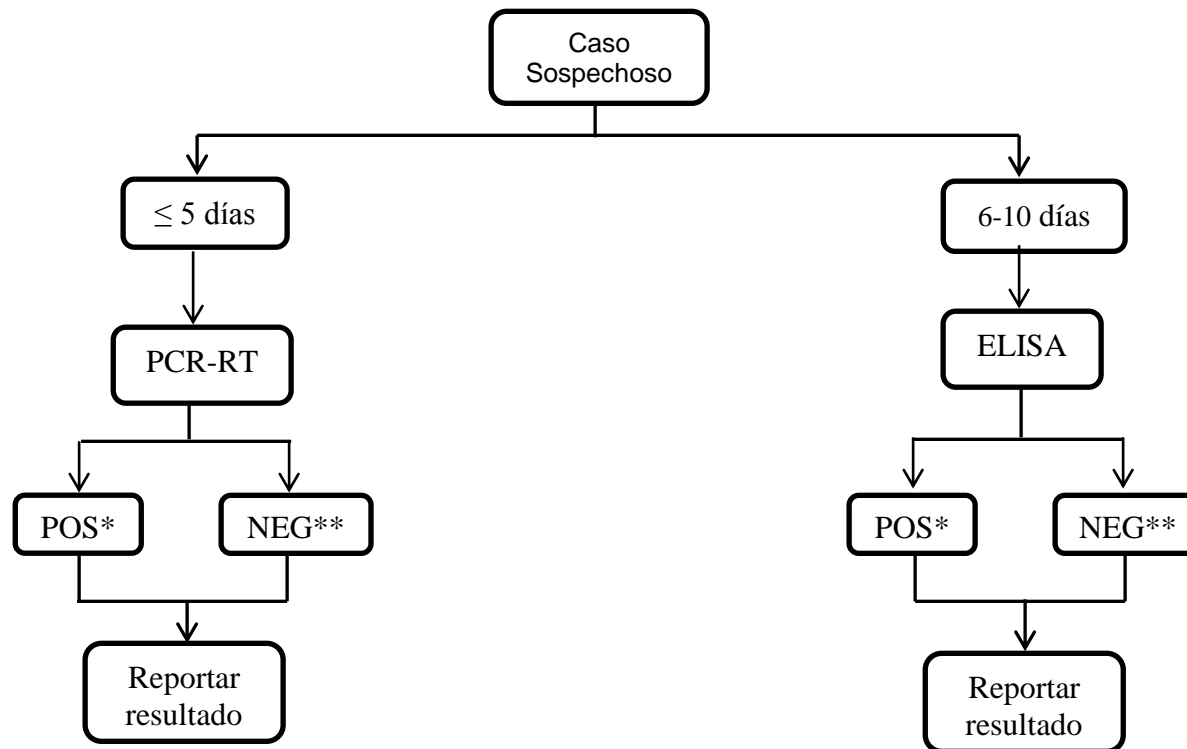 Caso
Sospechoso
≤ 5 días
6-10 días
PCR-RT
ELISA
POS*
NEG**
POS*
NEG**
Reportar
resultado
Reportar
resultado